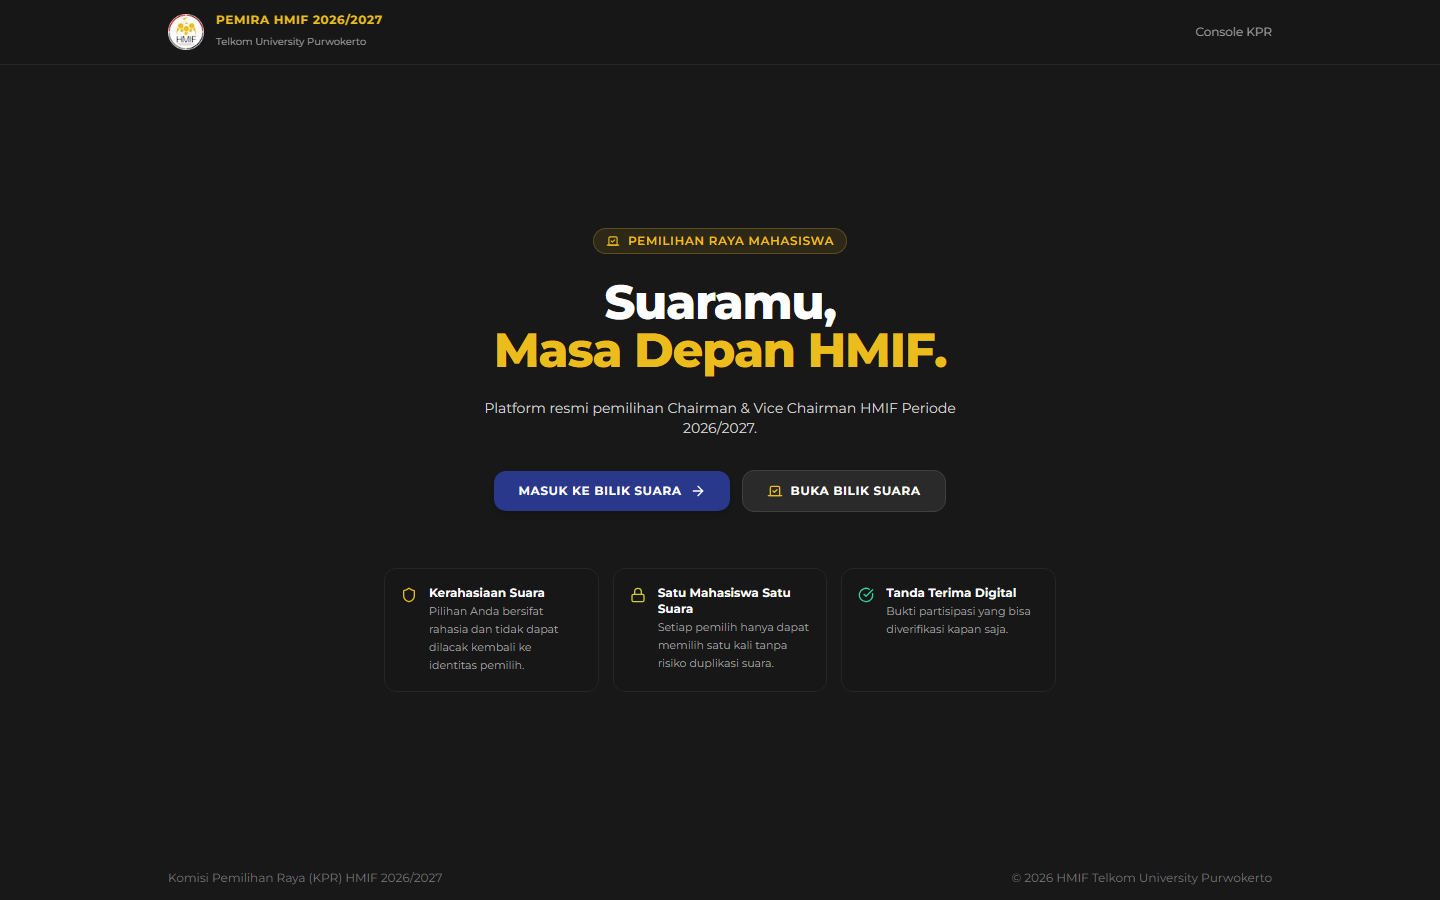 PEMIRA HMIF 2026/2027
Telkom University Purwokerto
HMIF
Console KPR
PEMILIHAN RAYA MAHASISWA
Suaramu,
Masa Depan HMIF.
Platform resmi pemilihan Chairman & Vice Chairman HMIF Periode
2026/2027.
MASUK KE BILIK SUARA
BUKA BILIK SUARA
Kerahasiaan Suara
Pilihan Anda bersifat
rahasia dan tidak dapat
dilacak kembali ke
identitas pemilih.
Satu Mahasiswa Satu
Suara
Setiap pemilih hanya dapat
memilih satu kali tanpa
risiko duplikasi suara.
Tanda Terima Digital
Bukti partisipasi yang bisa
diverifikasi kapan saja.
Komisi Pemilihan Raya (KPR) HMIF 2026/2027
© 2026 HMIF Telkom University Purwokerto